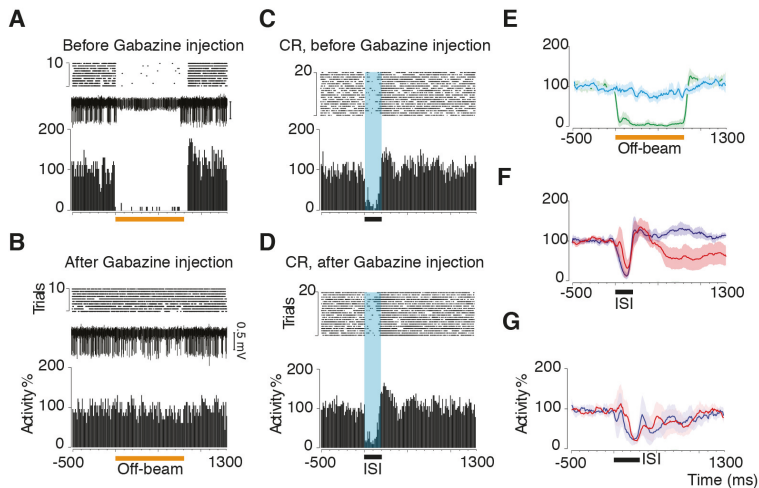 A
Before Gabazine injection
10
200
100
0
B
After Gabazine injection
10
Trials
0.5 mV
200
100
0
Activity %
-500
Off-beam
1300
C
CR, before Gabazine injection
20
200
100
0
D
CR, after Gabazine injection
20
Trials
200
100
0
Activity %
-500
ISI
1300
E
200
100
0
-500
Off-beam
1300
F
200
100
0
-500
ISI
1300
G
200
100
0
Activity %
-500
ISI
1300
Time (ms)